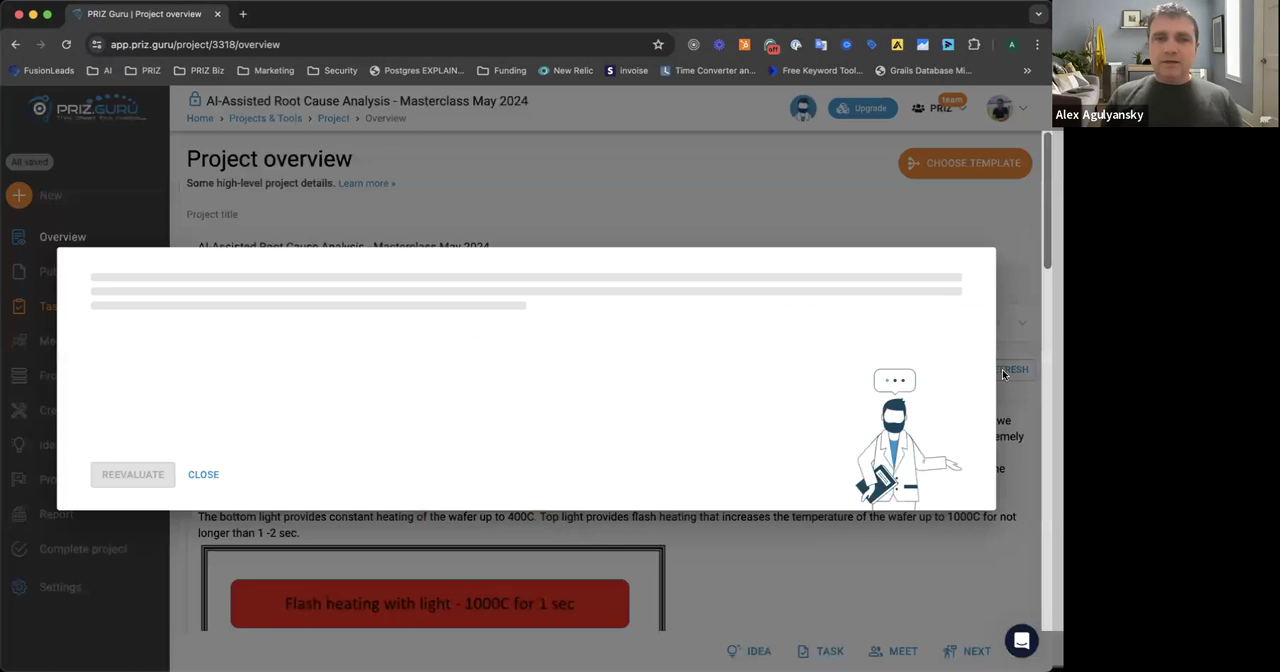 PRIZ Guru | Project overview
app.priz.guru/project/3318/overview
off
A
FusionLeads
AI
PRIZ
PRIZ Biz
Marketing
Security
Postgres EXPLAIN...
Funding
New Relic
invoise
Time Converter an...
Free Keyword Tool...
Grails Database Mi...
Alex Agulyansky
PRIZ.GURU
AI-Assisted Root Cause Analysis - Masterclass May 2024
Home > Projects & Tools > Project > Overview
Upgrade
PRIZ
team
All saved
New
Overview
Project overview
CHOOSE TEMPLATE
Some high-level project details. Learn more »
Project title
AI-Assisted Root Cause Analysis - Masterclass May 2024
REEVALUATE
CLOSE
Report
Complete project
Settings
The bottom light provides constant heating of the wafer up to 400C. Top light provides flash heating that increases the temperature of the wafer up to 1000C for not
longer than 1 -2 sec.
Flash heating with light - 1000C for 1 sec
IDEA
TASK
MEET
NEXT